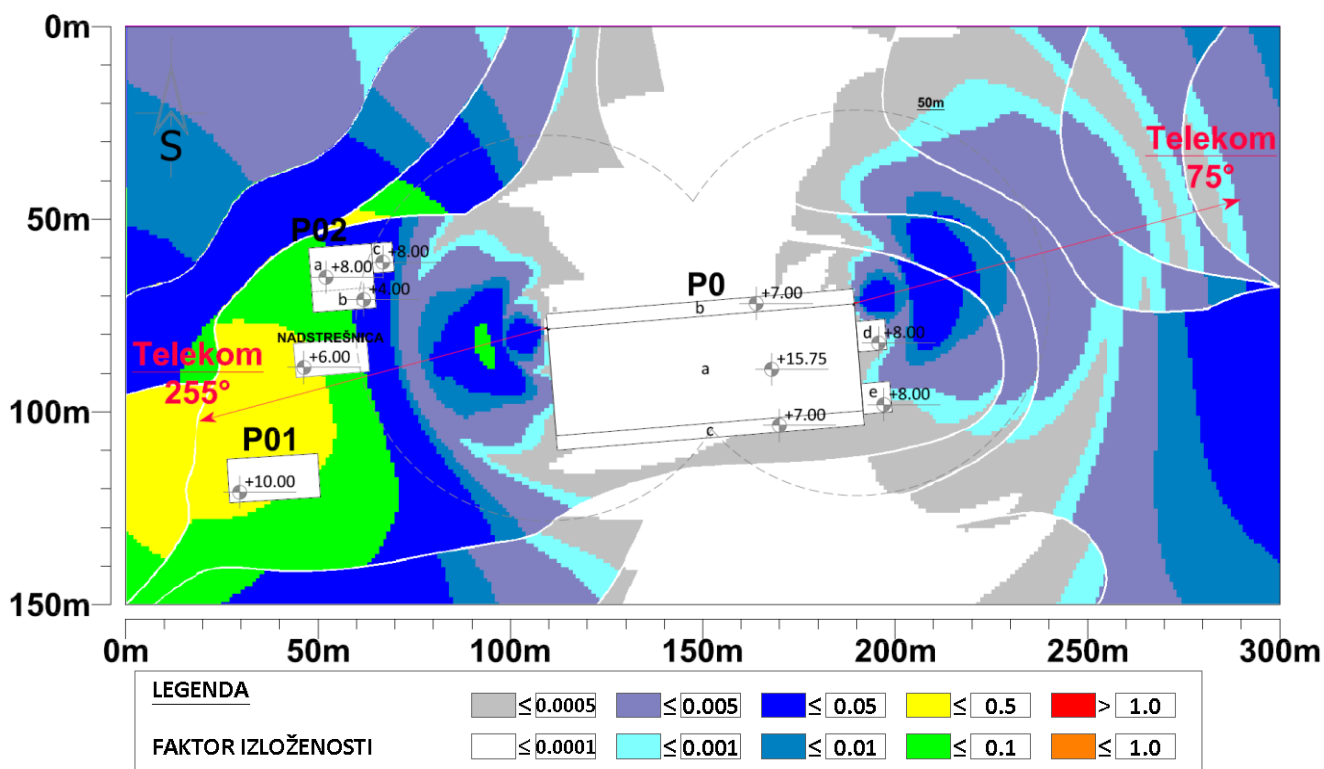 0m
50m
100m
150m
S
50m
Telekom
75°
P02
c
+8.00
a
+8.00
+4.00
b
P0
+7.00
b
NADSTREŠNICA
+6.00
d
+8.00
Telekom
255°
a
+15.75
e
+8.00
+7.00
c
P01
+10.00
0m
50m
100m
150m
200m
250m
300m
LEGENDA
≤ 0.0005
≤ 0.005
≤ 0.05
≤ 0.5
> 1.0
FAKTOR IZLOŽENOSTI
≤ 0.0001
≤ 0.001
≤ 0.01
≤ 0.1
≤ 1.0